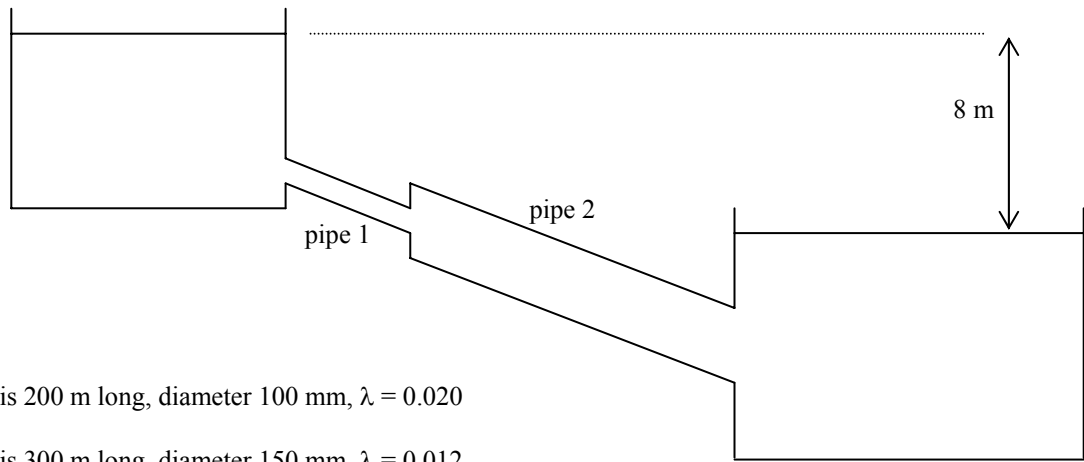 8 m
pipe 2
pipe 1
is 200 m long, diameter 100 mm, λ = 0.020
is 300 m long, diameter 150 mm, λ = 0.012